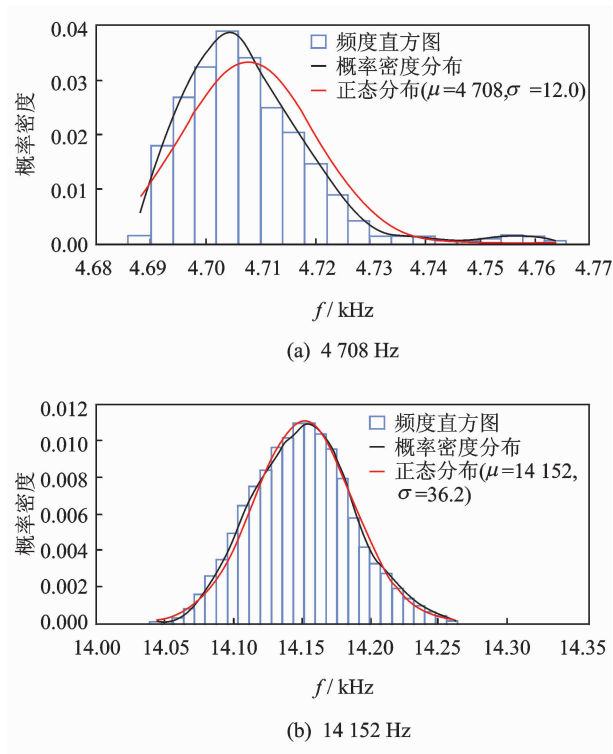 0.04
0.03
0.02
0.01
0.00
概率密度
频度直方图
概率密度分布
正态分布(μ=4 708,σ =12.0)
4.68 4.69 4.70 4.71 4.72 4.73 4.74 4.75 4.76 4.77
f / kHz
(a) 4 708 Hz
0.012
0.010
0.008
0.006
0.004
0.002
0.000
概率密度
频度直方图
概率密度分布
正态分布(μ=14 152,
σ=36.2)
14.00 14.05 14.10 14.15 14.20 14.25 14.30 14.35
f / kHz
(b) 14 152 Hz